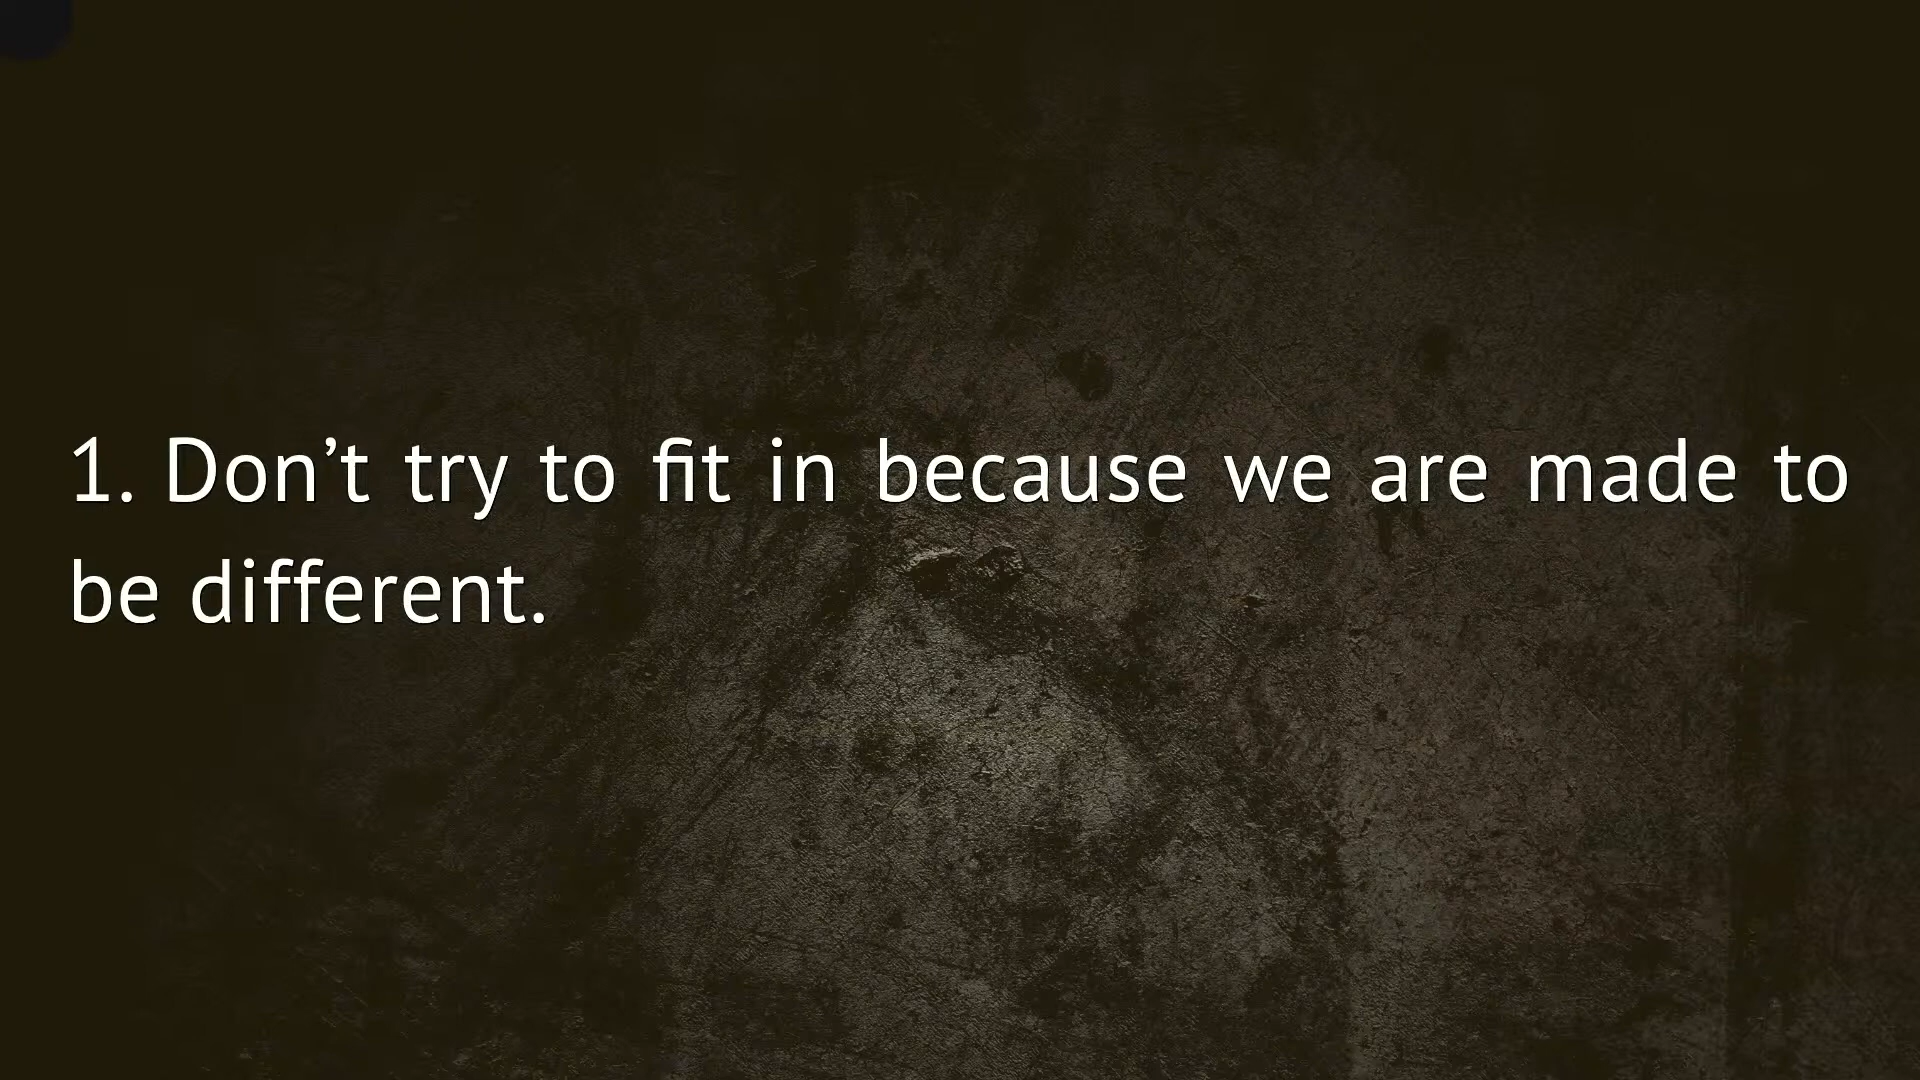 1. Don’t try to fit in because we are made to
be different.